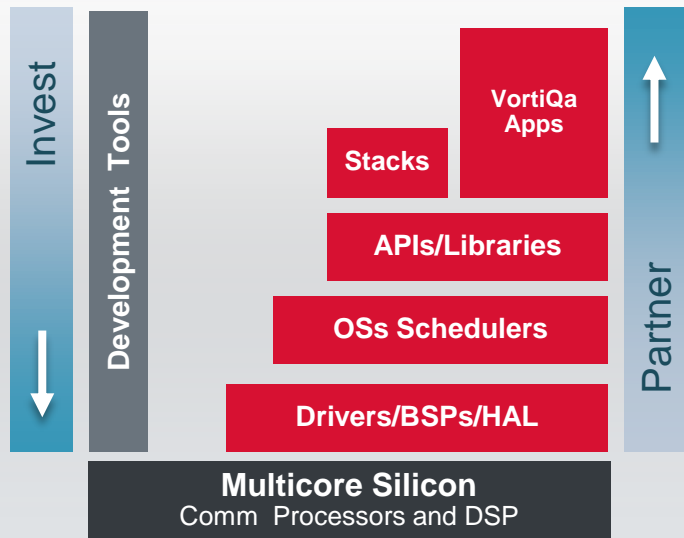 Invest
Development Tools
VortiQa
Apps
Stacks
APIs/Libraries
OSs Schedulers
Drivers/BSPs/HAL
Partner
Multicore Silicon
Comm Processors and DSP